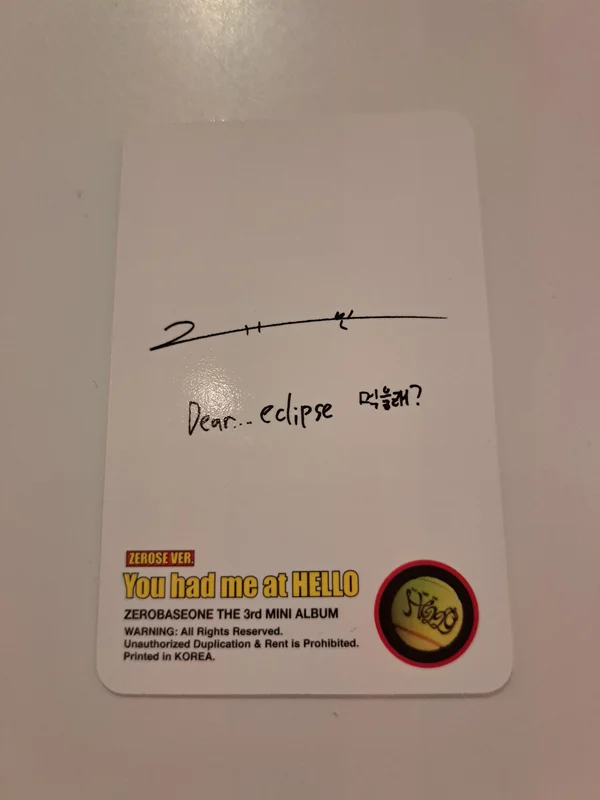 Dear... eclipse 먹을래?
ZEROSE VER.
You had me at HELLO
ZEROBASEONE THE 3rd MINI ALBUM
WARNING: All Rights Reserved.
Unauthorized Duplication & Rent is Prohibited.
Printed in KOREA.